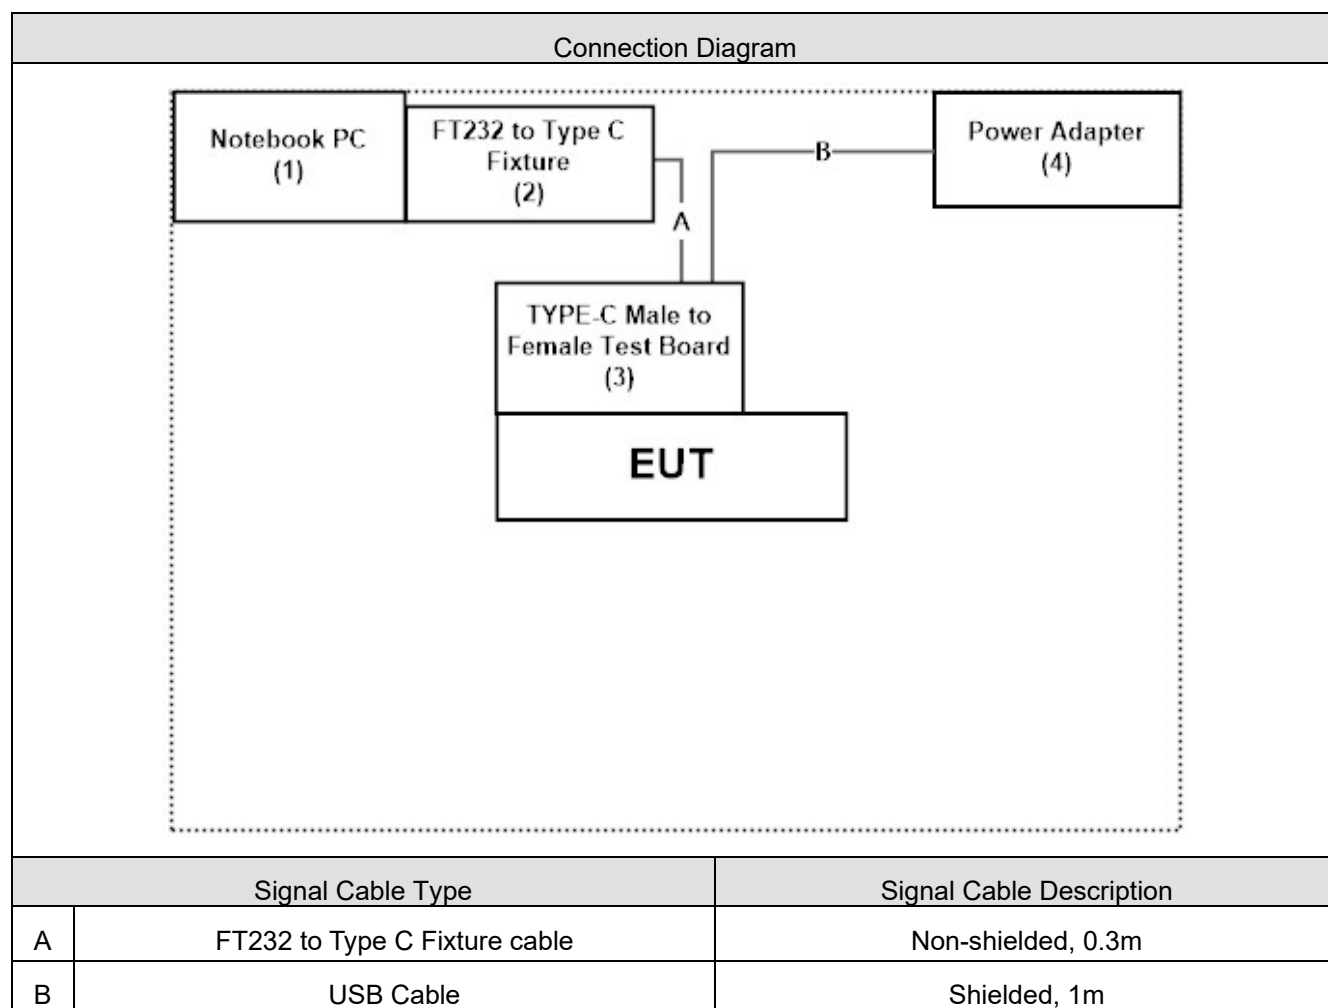 Connection Diagram
Notebook PC
(1)
FT232 to Type C
Fixture
(2)
A
B
Power Adapter
(4)
TYPE-C Male to
Female Test Board
(3)
EUT
Signal Cable Type Signal Cable Description
A FT232 to Type C Fixture cable Non-shielded, 0.3m
B USB Cable Shielded, 1m